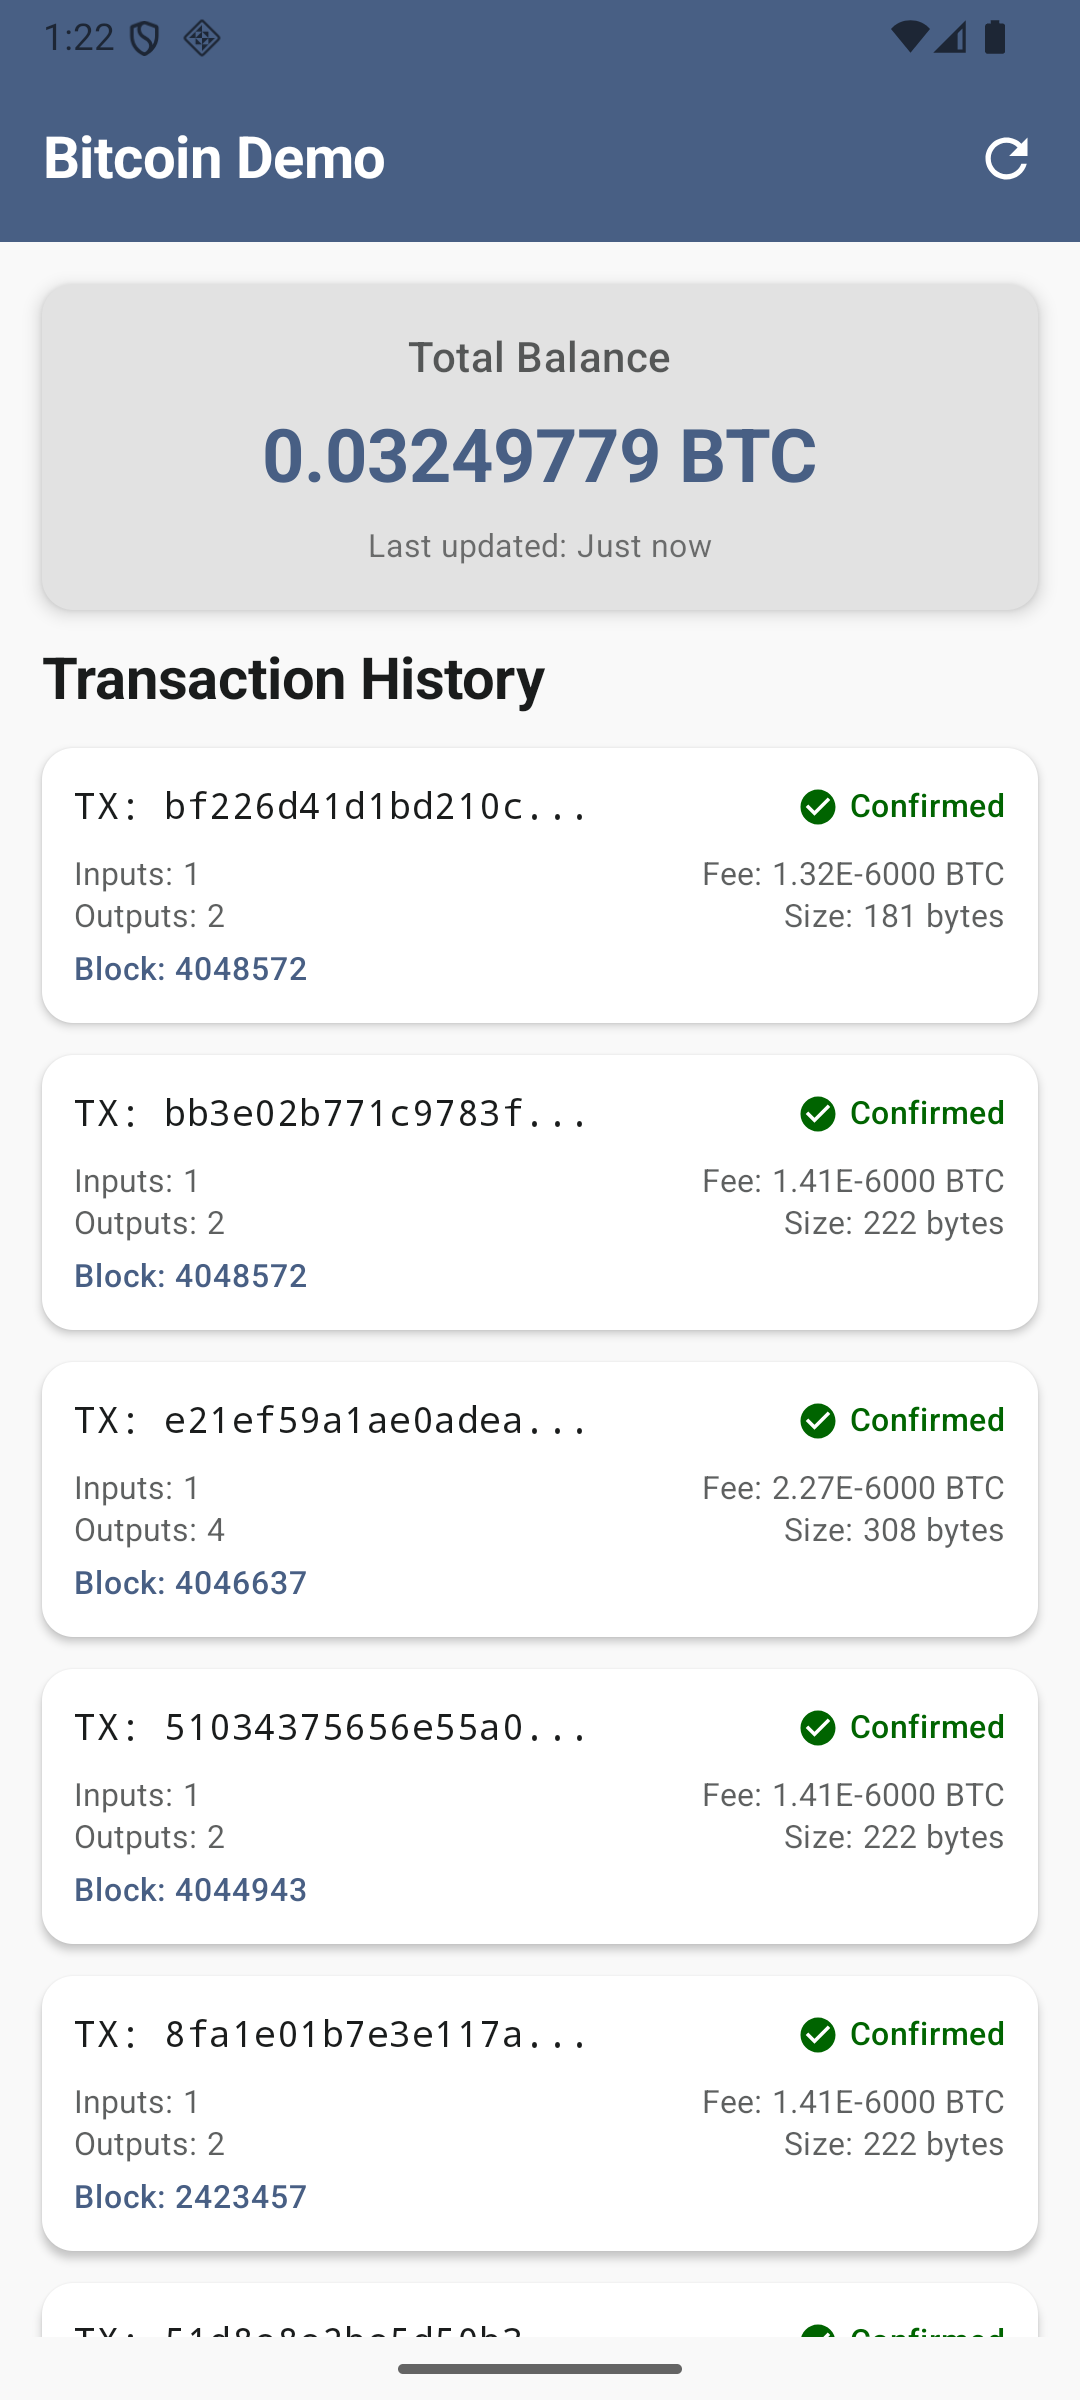 1:22
Bitcoin Demo
Total Balance
0.03249779 BTC
Last updated: Just now
Transaction History
TX: bf226d41d1bd210c...
Confirmed
Inputs: 1
Fee: 1.32E-6000 BTC
Outputs: 2
Size: 181 bytes
Block: 4048572
TX: bb3e02b771c9783f...
Confirmed
Inputs: 1
Fee: 1.41E-6000 BTC
Outputs: 2
Size: 222 bytes
Block: 4048572
TX: e21ef59a1ae0adea...
Confirmed
Inputs: 1
Fee: 2.27E-6000 BTC
Outputs: 4
Size: 308 bytes
Block: 4046637
TX: 51034375656e55a0...
Confirmed
Inputs: 1
Fee: 1.41E-6000 BTC
Outputs: 2
Size: 222 bytes
Block: 4044943
TX: 8fa1e01b7e3e117a...
Confirmed
Inputs: 1
Fee: 1.41E-6000 BTC
Outputs: 2
Size: 222 bytes
Block: 2423457
TX:
Confirmed